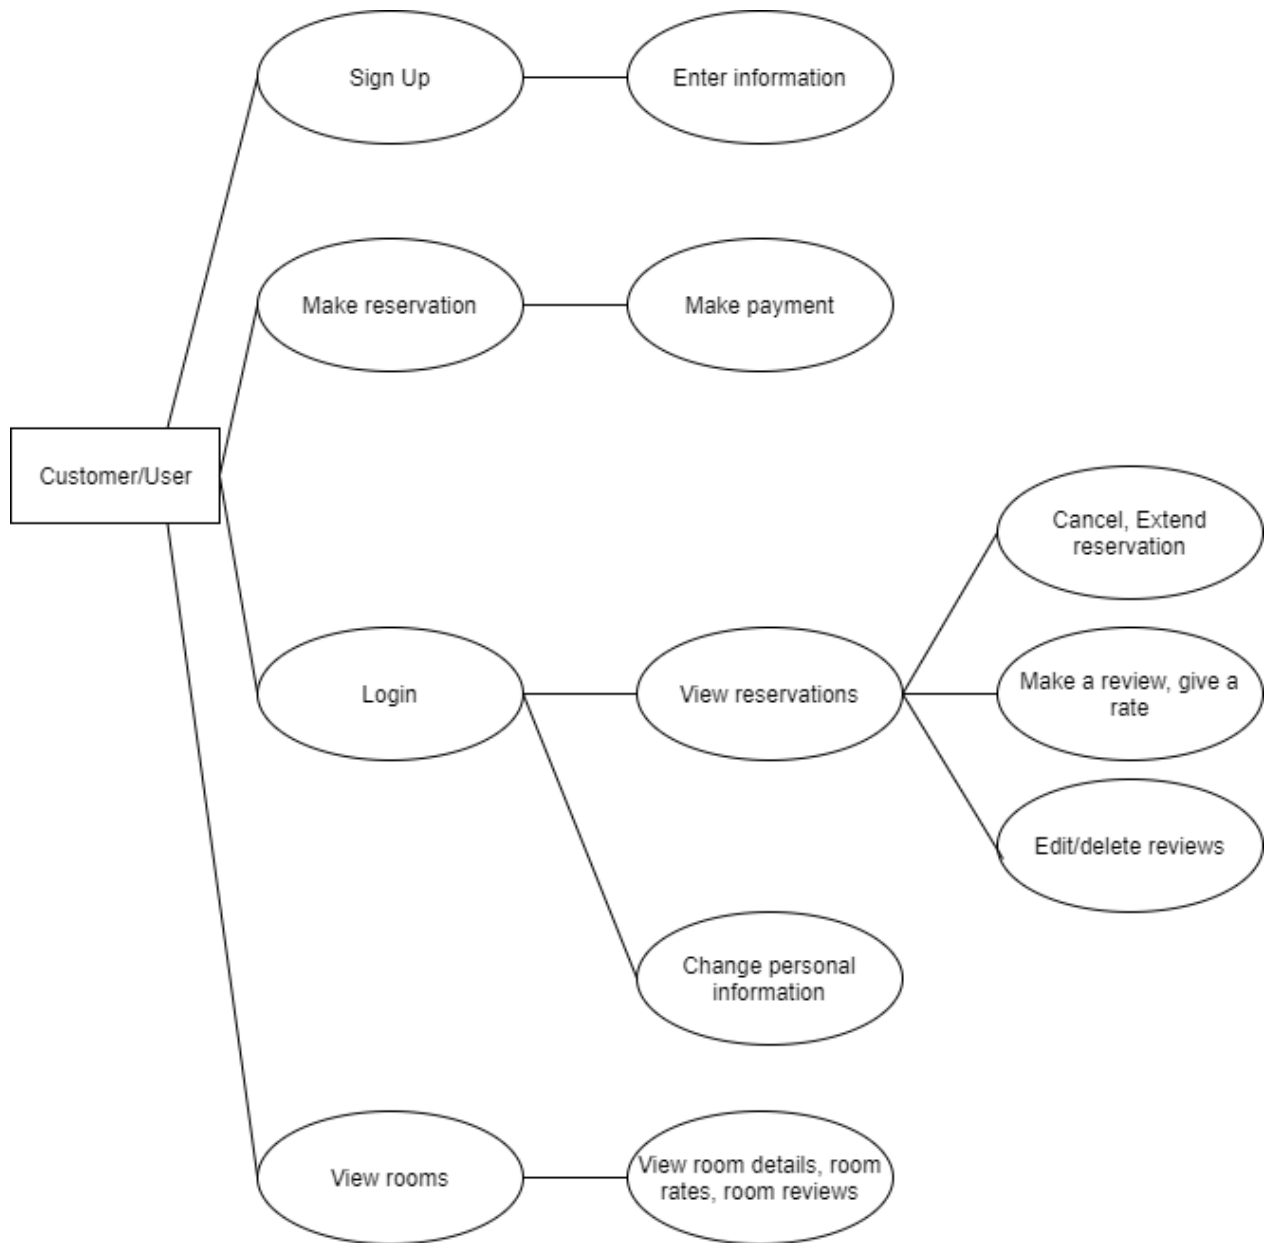 Sign Up
Enter information
Make reservation
Make payment
Customer/User
Cancel, Extend
reservation
Login
View reservations
Make a review, give a
rate
Edit/delete reviews
Change personal
information
View rooms
View room details, room
rates, room reviews